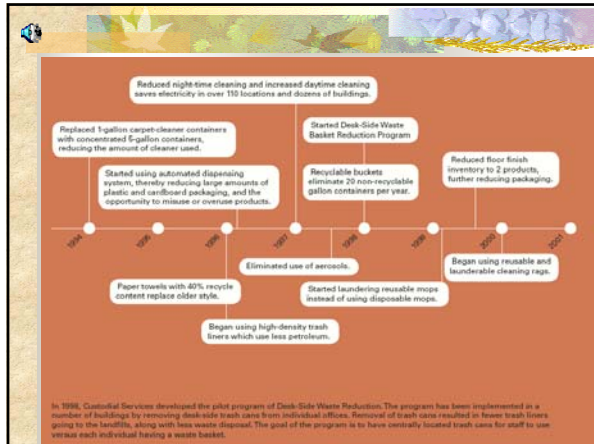 Reduced night-time cleaning and increased daytime cleaning
saves electricity in over 110 locations and dozens of buildings.
Started Desk-Side Waste
Basket Reduction Program
Replaced 1-gallon carpet-cleaner containers
with concentrated 5-gallon containers,
reducing the amount of cleaner used.
Reduced floor finish
inventory to 2 products,
further reducing packaging.
Started using automated dispensing
system, thereby reducing large amounts of
plastic and cardboard packaging, and the
opportunity to misuse or overuse products.
Recyclable buckets
eliminate 20 non-recyclable
gallon containers per year.
1994
1995
1996
1997
1998
1999
2000
2001
Eliminated use of aerosols.
Began using reusable and
launderable cleaning rags.
Paper towels with 40% recycle
content replace older style.
Started laundering reusable mops
instead of using disposable mops.
Began using high-density trash
liners which use less petroleum.
In 1998, Custodial Services developed the pilot program of Desk-Side Waste Reduction. The program has been implemented in a
number of buildings by removing desk-side trash cans from individual offices. Removal of trash cans resulted in fewer trash liners
going to the landfills, along with less waste disposal. The goal of the program is to have centrally located trash cans for staff to use
versus each individual having a waste basket.